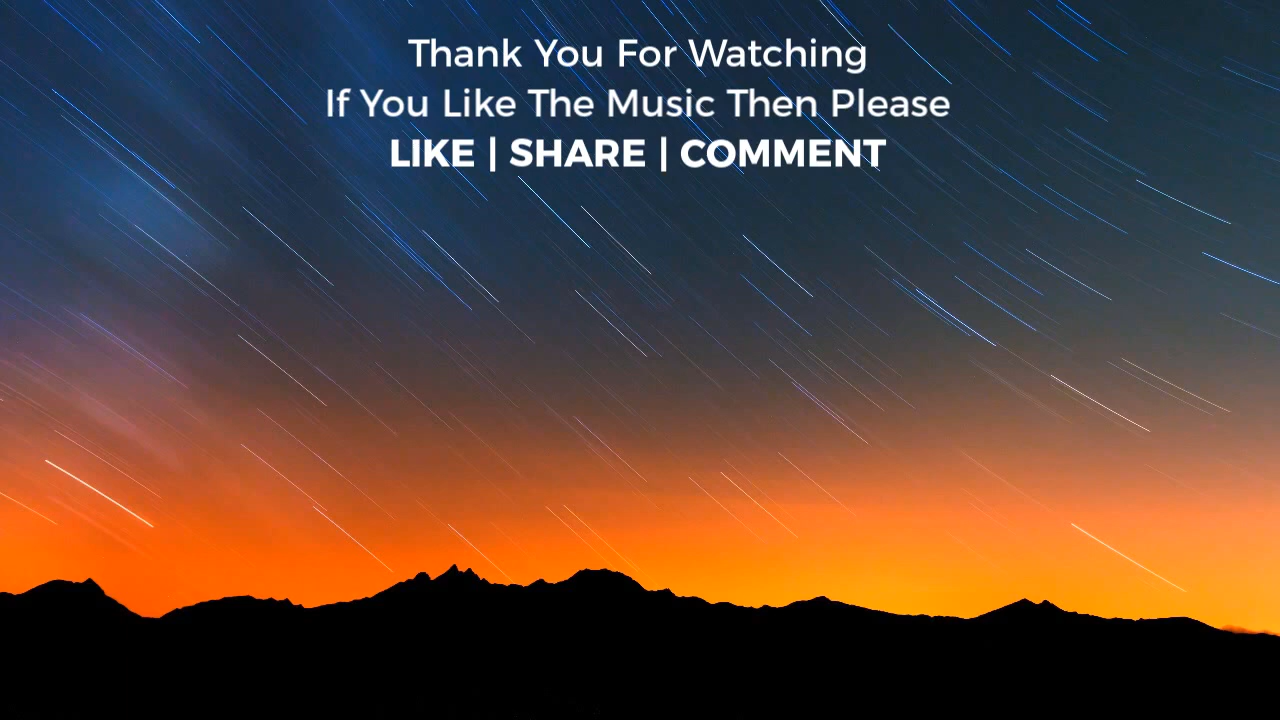 Thank You For Watching
If You Like The Music Then Please
LIKE | SHARE | COMMENT